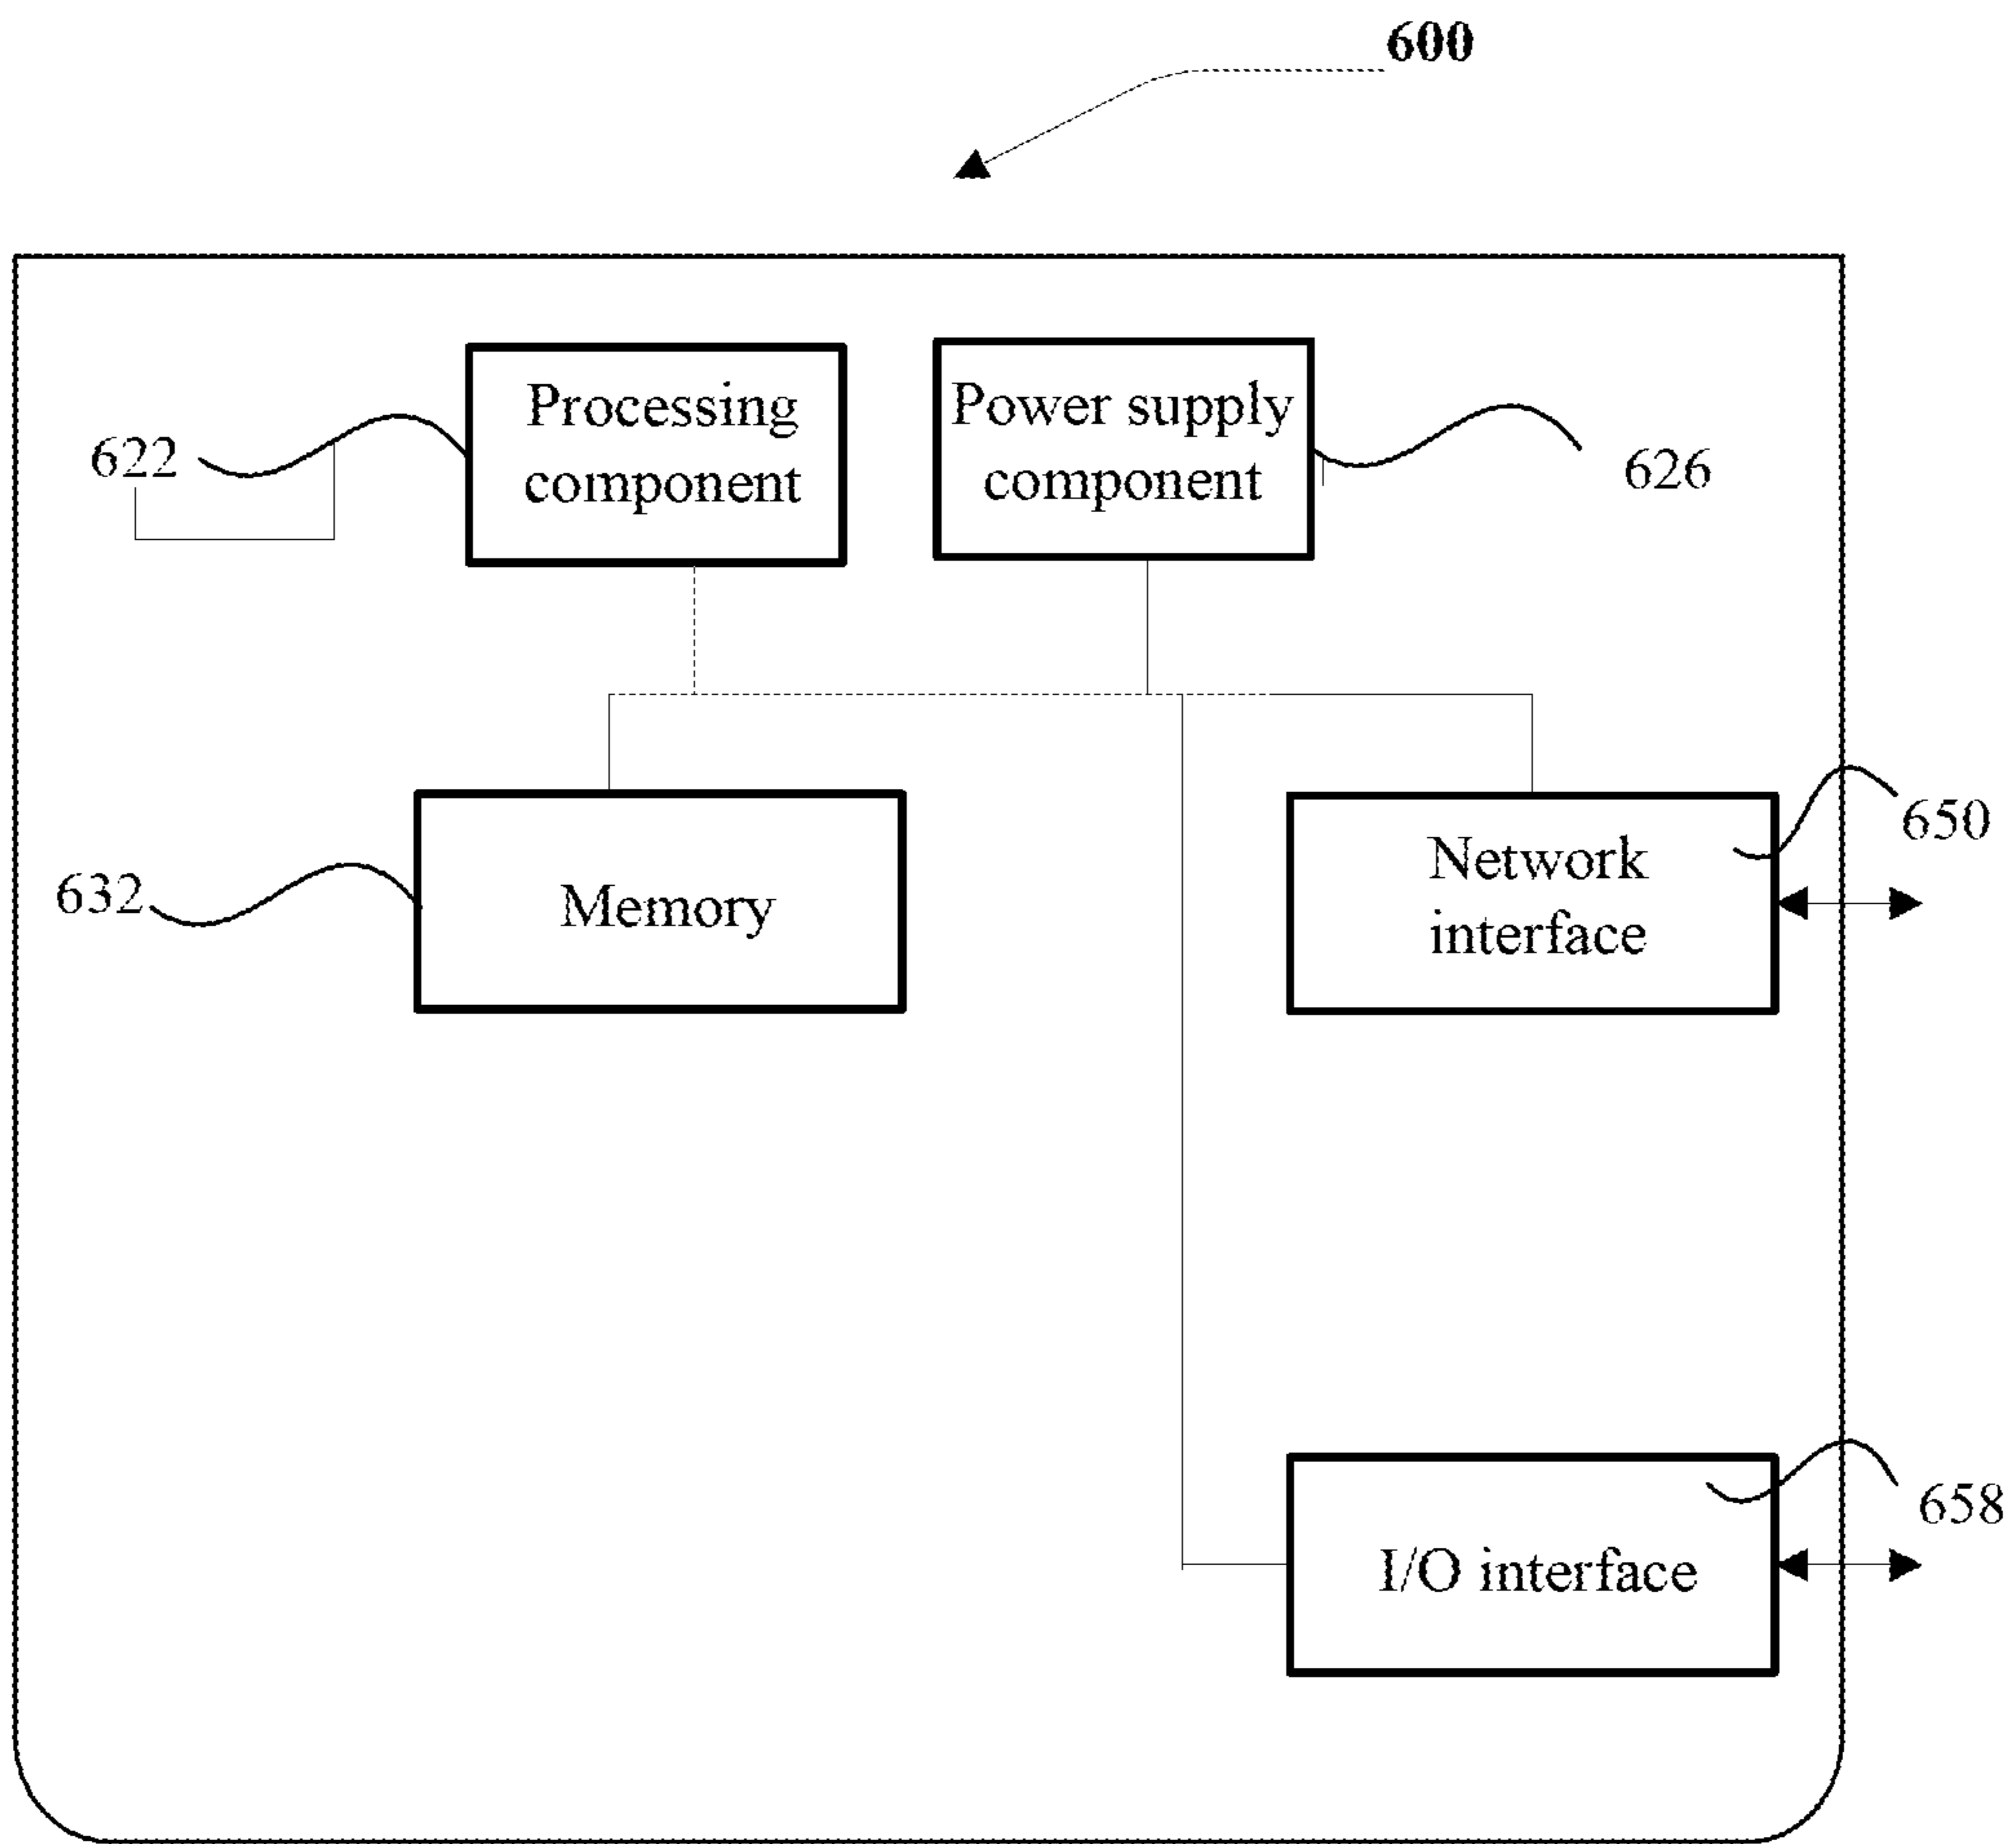 600
Processing
component
Power supply
component
622
626
Memory
632
Network
interface
650
I/O interface
658